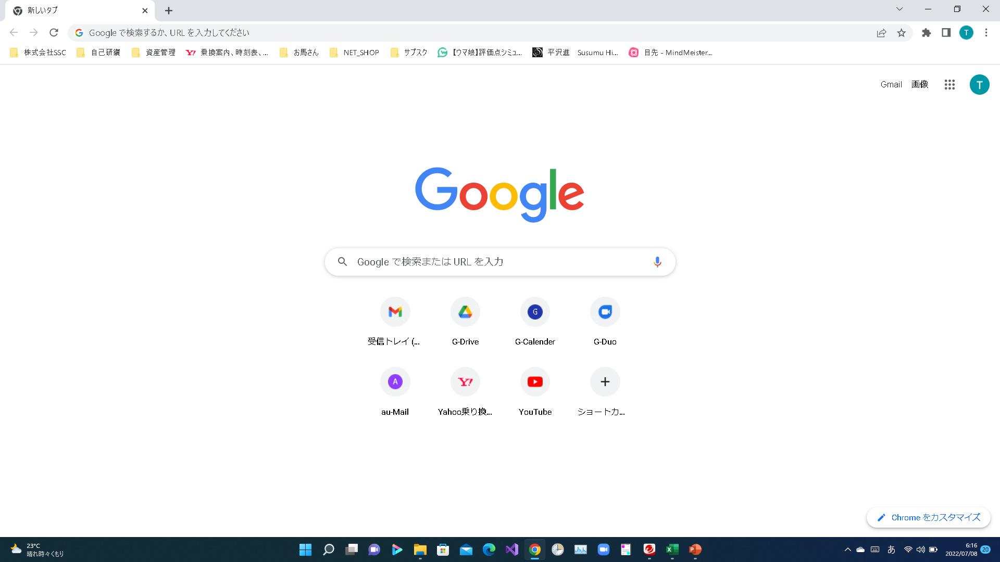 新しいタブ
Google で検索するか、URL を入力してください
T
株式会社SSC 自己研鑽 資産管理 Y! 乗換案内、時刻表、... お馬さん NET_SHOP サブスク 【ウマ娘】評価点シミュ... 平沢進 Susumu Hi... 目先 - MindMeister...
Gmail 画像 T
Google
Google で検索または URL を入力
受信トレイ (... G-Drive G-Calender G-Duo
au-Mail Yahoo乗り換... YouTube ショートカ...
Chrome をカスタマイズ
23°C
晴れ時々くもり
あ
6:16
2022/07/08
20